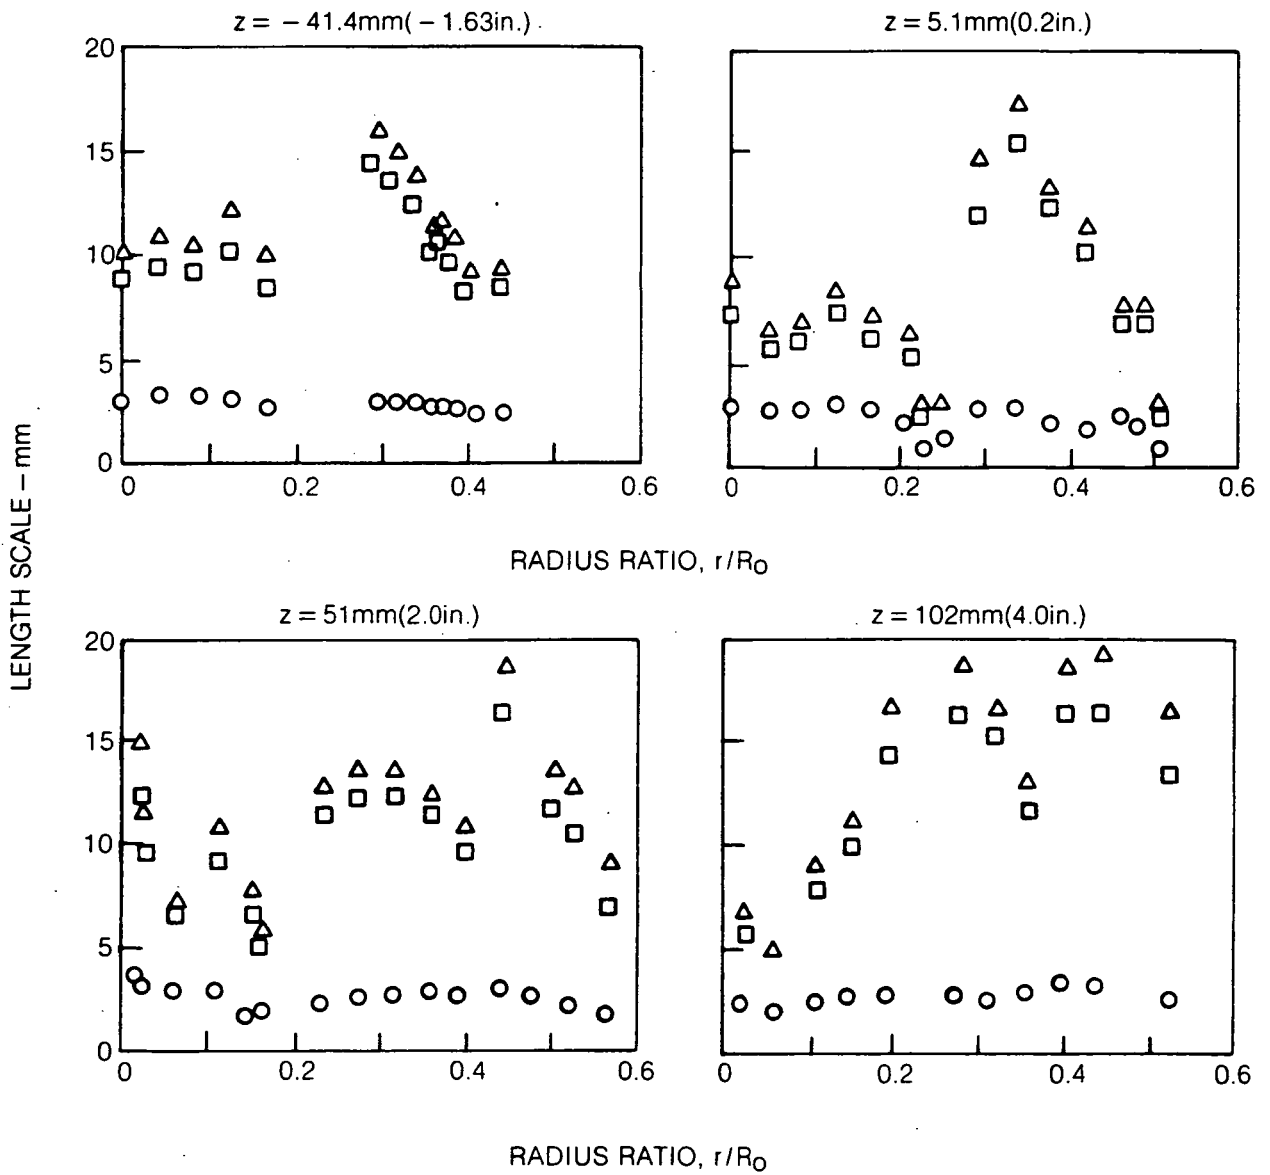 z = − 41.4mm( − 1.63in.)
z = 5.1mm(0.2in.)
20
15
10
5
0
0 0.2 0.4 0.6
0 0.2 0.4 0.6
LENGTH SCALE – mm
RADIUS RATIO, r/Ro
z = 51mm(2.0in.)
z = 102mm(4.0in.)
20
15
10
5
0
0 0.2 0.4 0.6
0 0.2 0.4 0.6
RADIUS RATIO, r/Ro